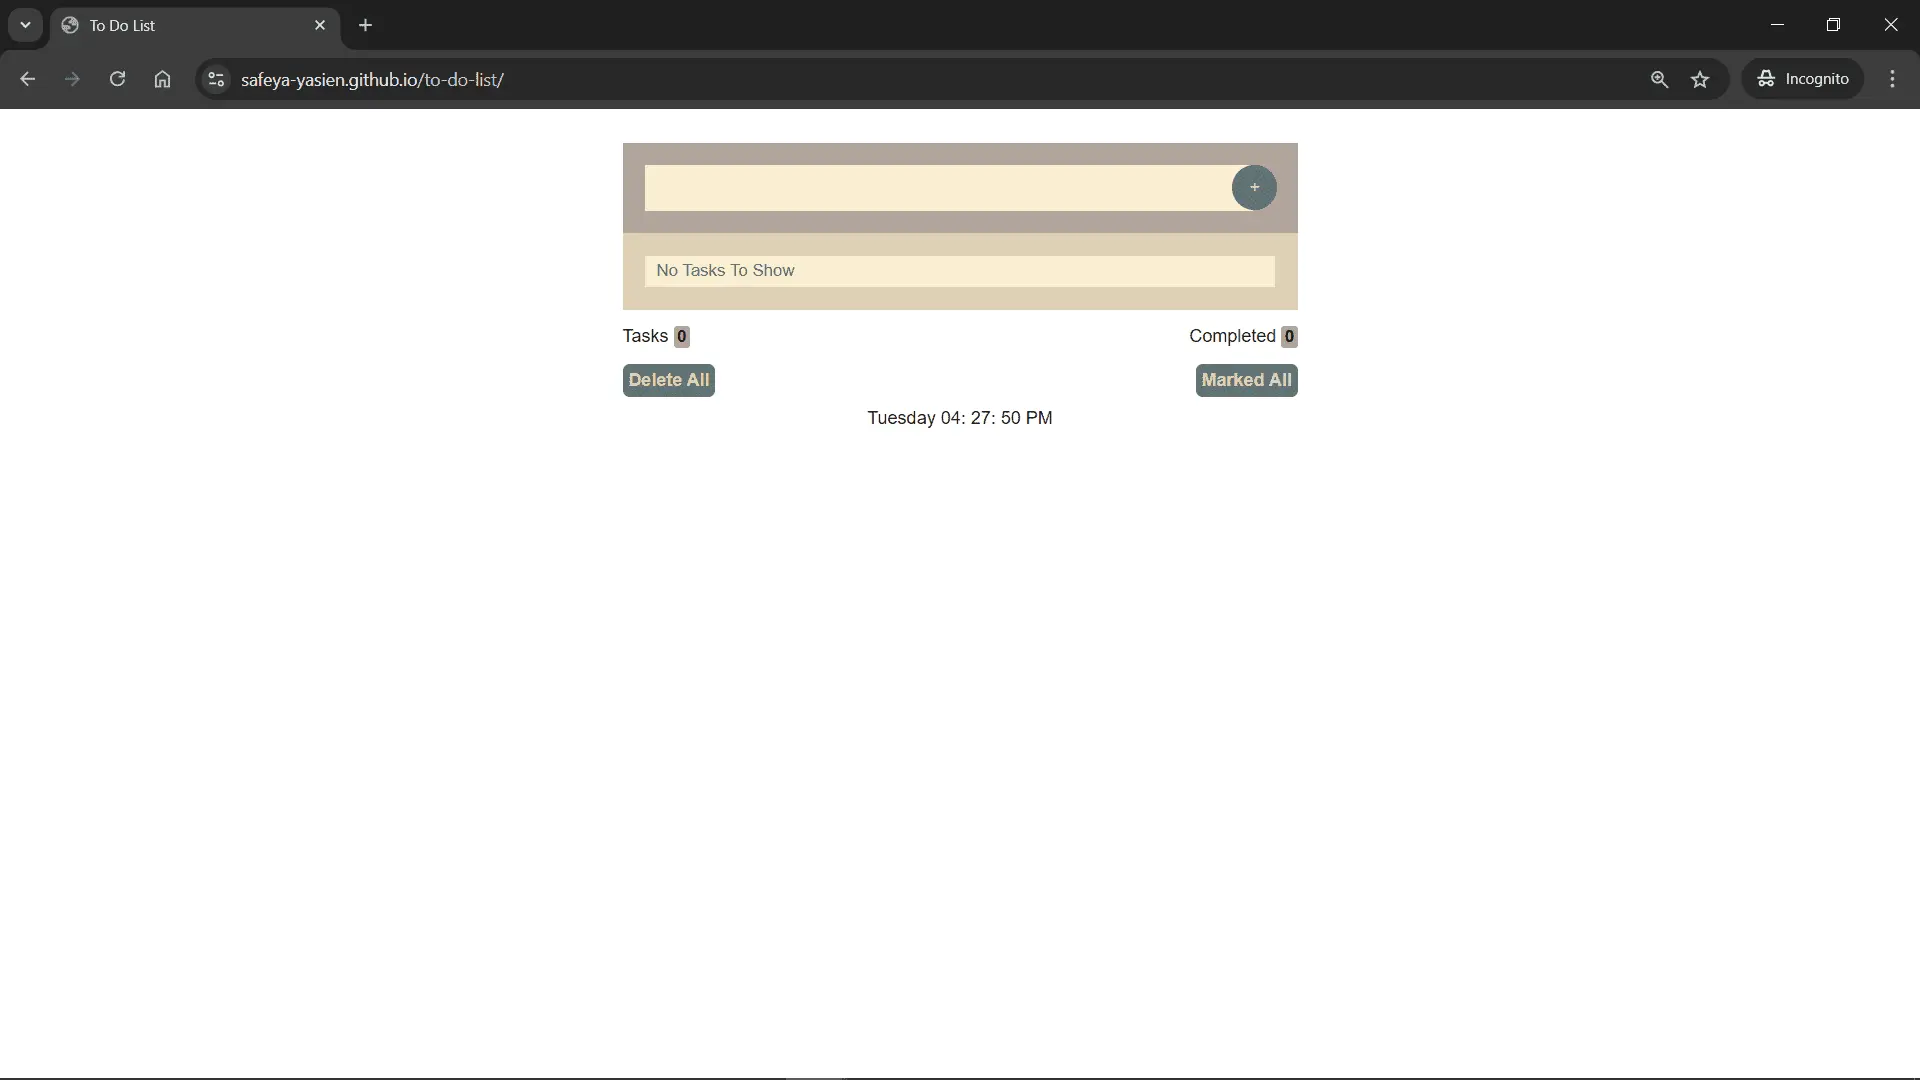 To Do List
safeya-yasien.github.io/to-do-list/
Incognito
+
No Tasks To Show
Tasks 0
Completed 0
Delete All
Marked All
Tuesday 04: 27: 50 PM